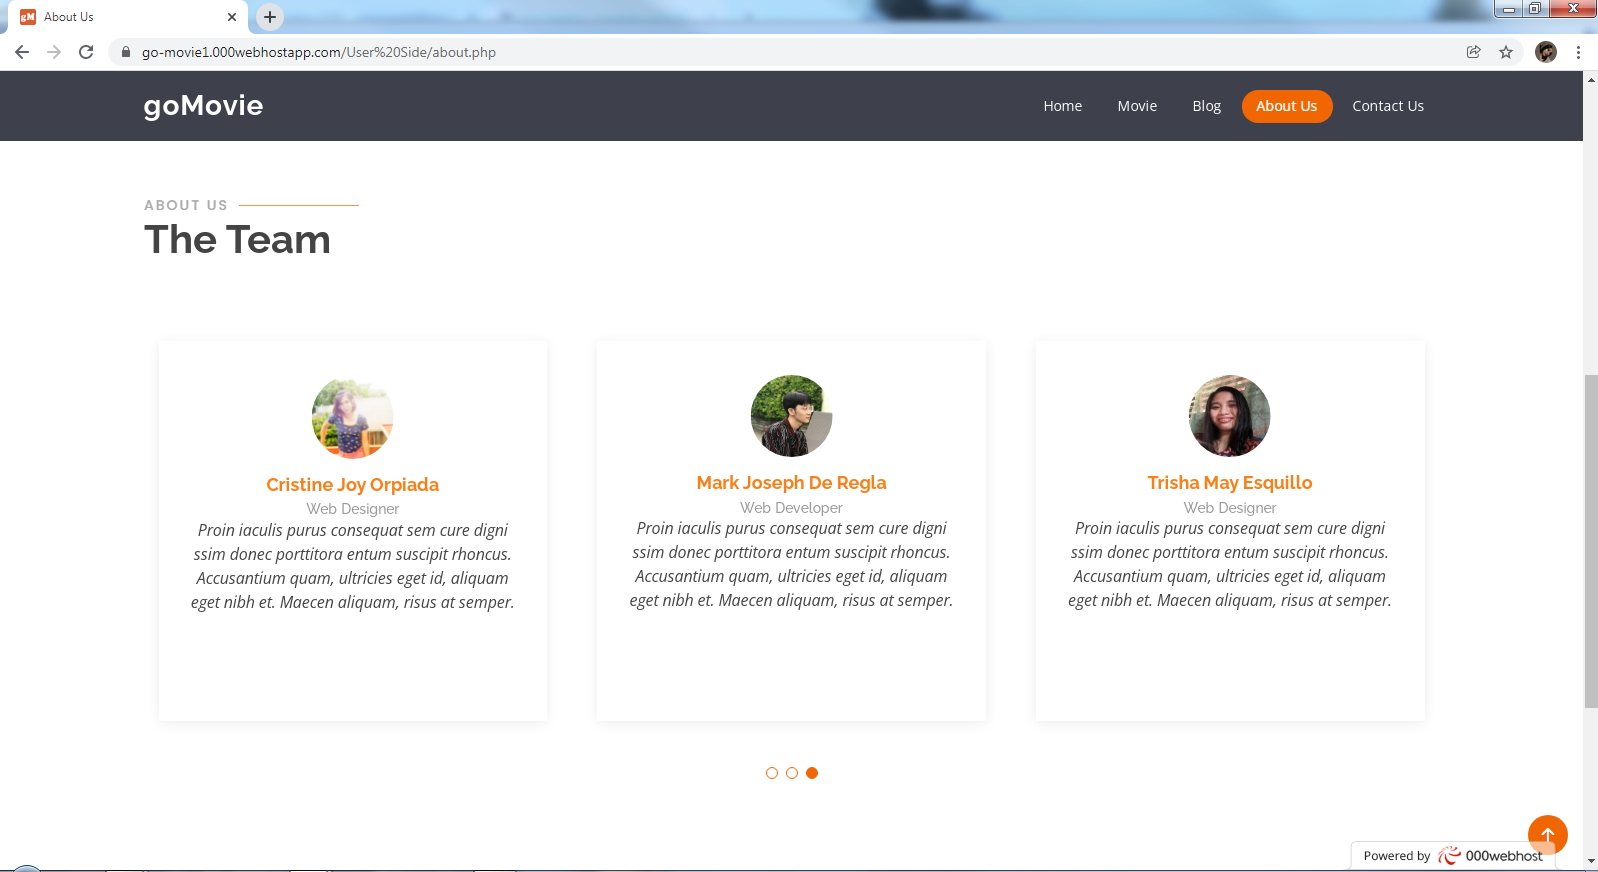 gM About Us
go-movie1.000webhostapp.com/User%20Side/about.php
goMovie
Home Movie Blog About Us Contact Us
ABOUT US
The Team
Cristine Joy Orpiada
Web Designer
Proin iaculis purus consequat sem cure digni
ssim donec porttitora entum suscipit rhoncus.
Accusantium quam, ultricies eget id, aliquam
eget nibh et. Maecen aliquam, risus at semper.
Mark Joseph De Regla
Web Developer
Proin iaculis purus consequat sem cure digni
ssim donec porttitora entum suscipit rhoncus.
Accusantium quam, ultricies eget id, aliquam
eget nibh et. Maecen aliquam, risus at semper.
Trisha May Esquillo
Web Designer
Proin iaculis purus consequat sem cure digni
ssim donec porttitora entum suscipit rhoncus.
Accusantium quam, ultricies eget id, aliquam
eget nibh et. Maecen aliquam, risus at semper.
Powered by 000webhost